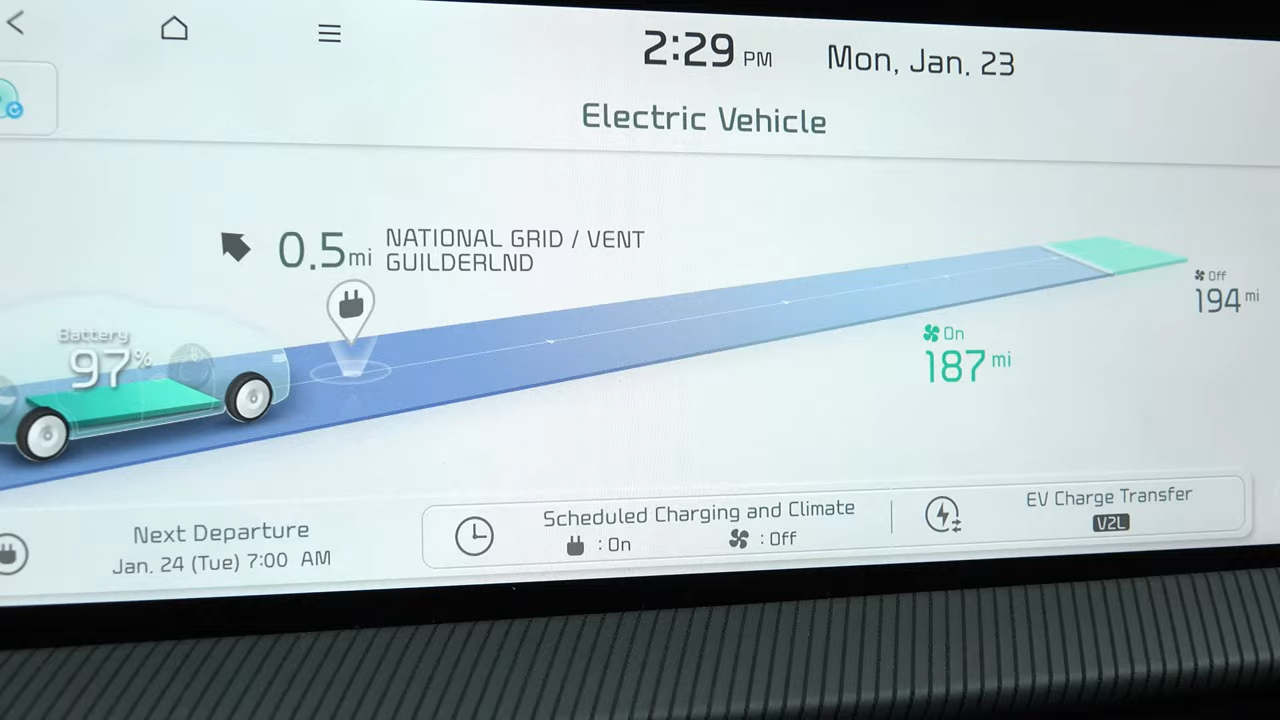 2:29 PM Mon, Jan. 23
Electric Vehicle
0.5mi
NATIONAL GRID / VENT
GUILDERLND
Battery
97%
Off
194 mi
On
187 mi
Next Departure
Jan. 24 (Tue) 7:00 AM
Scheduled Charging and Climate
: On : Off
EV Charge Transfer
V2L